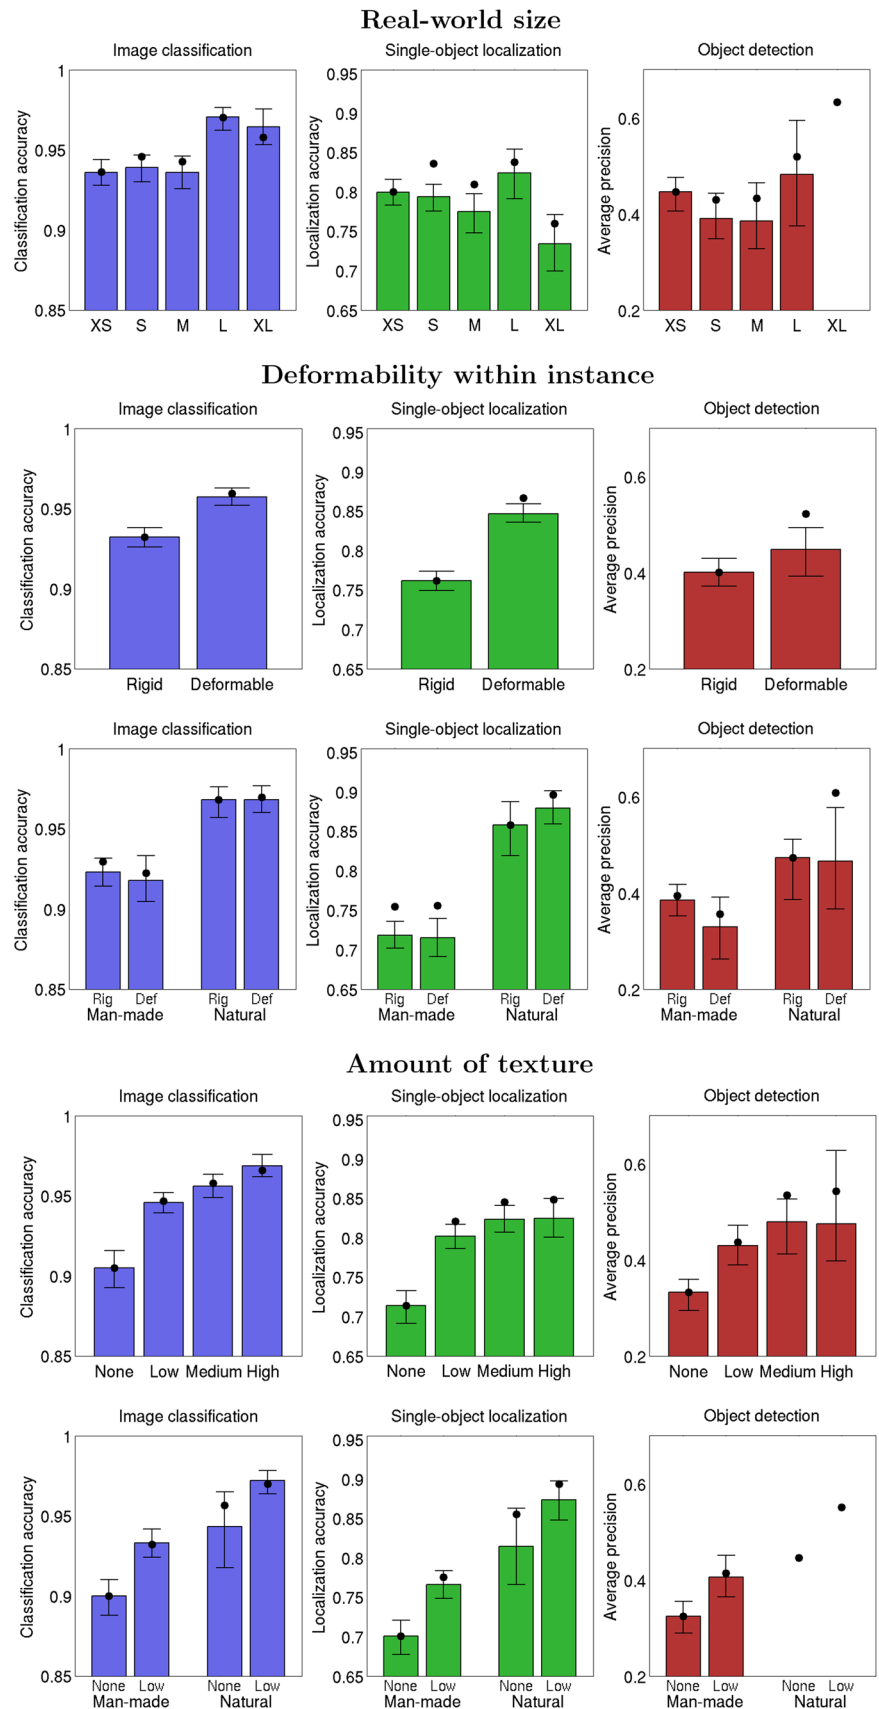 Real-world size
Image classification Single-object localization Object detection
Classification accuracy
1
0.95
0.9
0.85
XS S M L XL
Localization accuracy
0.95
0.9
0.85
0.8
0.75
0.7
0.65
XS S M L XL
Average precision
0.6
0.4
0.2
XS S M L XL
Deformability within instance
Image classification Single-object localization Object detection
Classification accuracy
1
0.95
0.9
0.85
Rigid Deformable
Localization accuracy
0.95
0.9
0.85
0.8
0.75
0.7
0.65
Rigid Deformable
Average precision
0.6
0.4
0.2
Rigid Deformable
Image classification Single-object localization Object detection
Classification accuracy
1
0.95
0.9
0.85
Rig Def Rig Def
Man-made Natural
Localization accuracy
0.95
0.9
0.85
0.8
0.75
0.7
0.65
Rig Def Rig Def
Man-made Natural
Average precision
0.6
0.4
0.2
Rig Def Rig Def
Man-made Natural
Amount of texture
Image classification Single-object localization Object detection
Classification accuracy
1
0.95
0.9
0.85
None Low Medium High
Localization accuracy
0.95
0.9
0.85
0.8
0.75
0.7
0.65
None Low Medium High
Average precision
0.6
0.4
0.2
None Low Medium High
Image classification Single-object localization Object detection
Classification accuracy
1
0.95
0.9
0.85
None Low None Low
Man-made Natural
Localization accuracy
0.95
0.9
0.85
0.8
0.75
0.7
0.65
None Low None Low
Man-made Natural
Average precision
0.6
0.4
0.2
None Low None Low
Man-made Natural